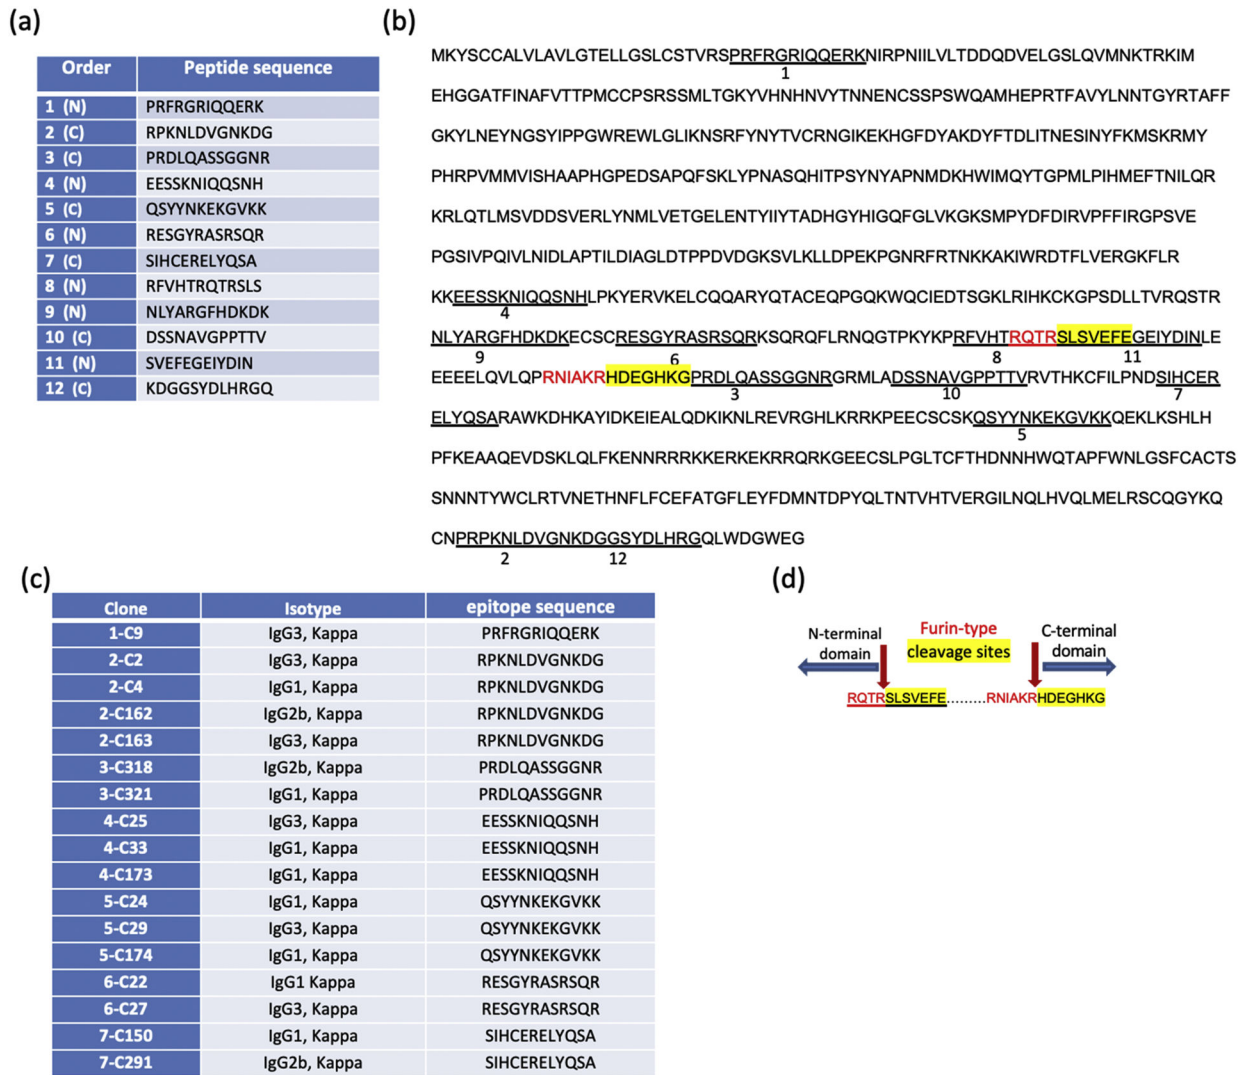 (a)
Order Peptide sequence
1 (N) PRFRGRIQQERK
2 (C) RPKNLDVGNKDG
3 (C) PRDLQASSGGNR
4 (N) EESSKNIQQSNH
5 (C) QSYYNKEKGVKK
6 (N) RESGYRASRSQR
7 (C) SIHCERELYQSA
8 (N) RFVHTRQTRSLS
9 (N) NLYARGFHDKDK
10 (C) DSSNAVGPPTTV
11 (N) SVEFEGEIYDIN
12 (C) KDGGSYDLHRGQ
(b)
MKYSCCALVLAVLGTELLGSLCSTVRSPRFRGRIQQERKNIRPNIILVLTDDQDVELGSLQVMNKTRKIM
1
EHGGATFINAFVTTPMCCPSRSSMLTGKYVHNHNVYTNNENCSSPSWQAMHEPRTFAVYLNNTGYRTAFF
GKYLNEYNGSYIPPGWREWLGLIKNSRFYNYTVCRNGIKEKHGFDYAKDYFTDLITNESINYFKMSKRMY
PHRPVMMVISHAAPHGPEDSAPQFSKLYPNASQHITPSYNYAPNMDKHWIMQYTGPMLPIHMEFTNILQR
KRLQTLMSVDDSVERLYNMLVETGELENTYIIYTADHGYHIGQFGLVKGKSMPYDFDIRVPFFIRGPSVE
PGSIVPQIVLNIDLAPTILDIAGLDTPPDVDGKSVLKLLDPEKPGNRFRTNKKAKIWRDTFLVERGKFLR
KKEESSKNIQQSNHLPKYERVKELCQQARYQTACEQPGQKWQCIEDTSGKLRIHKCKGPSDLLTVRQSTR
4
NLYARGFHDKDKECSCRESGYRASRSQRKSQRQFLRNQGTPKYKPRFVHTRQTRSLSVEFEGEIYDINLE
9 6 8 11
EEEELQVLQPRNIAKRHDEGHKGPRDLQASSGGNRGRMLADSSNAVGPPTTVRVTHKCFILPNDSIHCER
3 10 7
ELYQSARAWKDHKAYIDKEIEALQDKIKNLREVRGHLKRRKPEECSCSKQSYYNKEKGVKKQEKLKSHLH
5
PFKEAAQEVDSKLQLFKENNRRRKKERKEKRRQRKGEECSLPGLTCFTHDNNHWQTAPFWNLGSFCACTS
SNNNTYWCLRTVNETHNFLFCEFATGFLEYFDMNTDPYQLTNTVHTVERGILNQLHVQLMELRSCQGYKQ
CNPRPKNLDVGNKDGGSYDLHRGQLWDGWEG
2 12
(c)
Clone Isotype epitope sequence
1-C9 IgG3, Kappa PRFRGRIQQERK
2-C2 IgG3, Kappa RPKNLDVGNKDG
2-C4 IgG1, Kappa RPKNLDVGNKDG
2-C162 IgG2b, Kappa RPKNLDVGNKDG
2-C163 IgG3, Kappa RPKNLDVGNKDG
3-C318 IgG2b, Kappa PRDLQASSGGNR
3-C321 IgG1, Kappa PRDLQASSGGNR
4-C25 IgG3, Kappa EESSKNIQQSNH
4-C33 IgG1, Kappa EESSKNIQQSNH
4-C173 IgG1, Kappa EESSKNIQQSNH
5-C24 IgG1, Kappa QSYYNKEKGVKK
5-C29 IgG3, Kappa QSYYNKEKGVKK
5-C174 IgG1, Kappa QSYYNKEKGVKK
6-C22 IgG1 Kappa RESGYRASRSQR
6-C27 IgG3, Kappa RESGYRASRSQR
7-C150 IgG1, Kappa SIHCERELYQSA
7-C291 IgG2b, Kappa SIHCERELYQSA
(d)
N-terminal domain
Furin-type
cleavage sites
C-terminal domain
RQTRSLSVEFE.........RNIAKRHDEGHKG